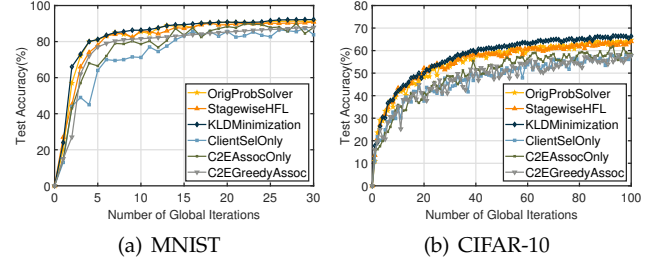 100
80
60
40
20
0
Test Accuracy(%)
OrigProbSolver
StagewiseHFL
KLDMinimization
ClientSelOnly
C2EAssocOnly
C2EGreedyAssoc
0 5 10 15 20 25 30
Number of Global Iterations
(a) MNIST
80
70
60
50
40
30
20
10
0
Test Accuracy(%)
OrigProbSolver
StagewiseHFL
KLDMinimization
ClientSelOnly
C2EAssocOnly
C2EGreedyAssoc
0 20 40 60 80 100
Number of Global Iterations
(b) CIFAR-10